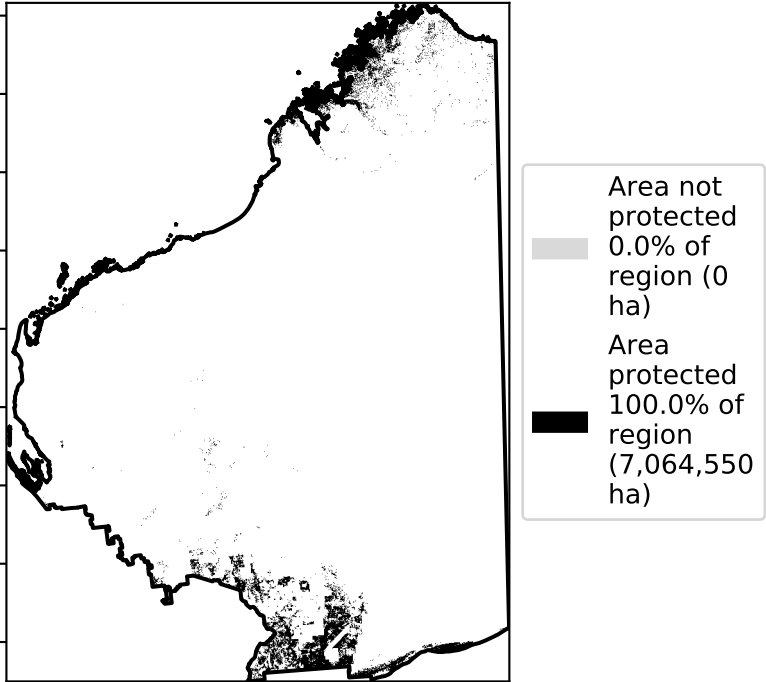 Area not
protected
0.0% of
region (0
ha)
Area
protected
100.0% of
region
(7,064,550
ha)